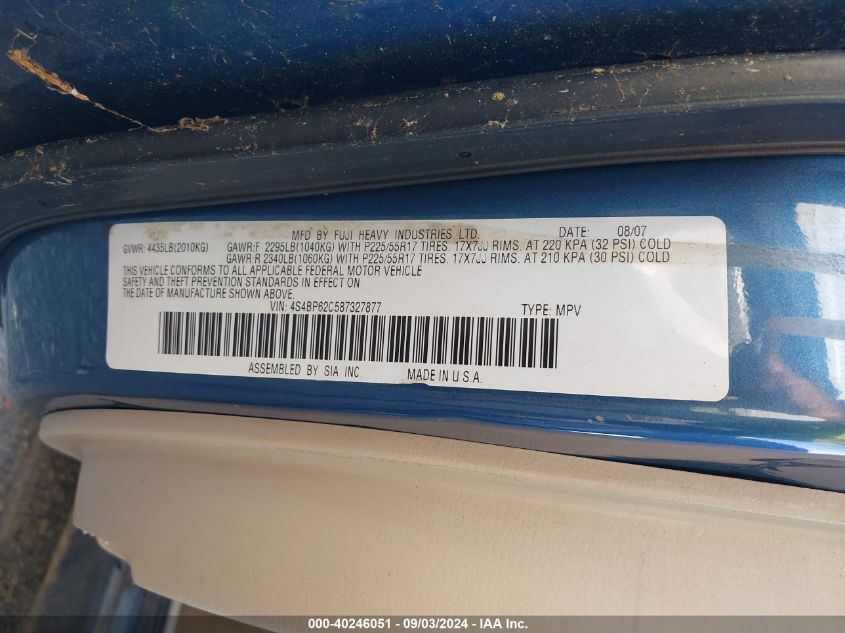 MFD BY FUJI HEAVY INDUSTRIES LTD. DATE: 08/07
GVWR: 4435LB(2010KG) GAWR:F 2295LB(1040KG) WITH P225/55R17 TIRES. 17X7JJ RIMS. AT 220 KPA (32 PSI) COLD
GAWR:R 2340LB(1060KG) WITH P225/55R17 TIRES. 17X7JJ RIMS. AT 210 KPA (30 PSI) COLD
THIS VEHICLE CONFORMS TO ALL APPLICABLE FEDERAL MOTOR VEHICLE
SAFETY AND THEFT PREVENTION STANDARDS IN EFFECT ON
THE DATE OF MANUFACTURE SHOWN ABOVE.
VIN: 4S4BP62C587327877 TYPE: MPV
ASSEMBLED BY SIA INC. MADE IN U.S.A.
000-40246051 - 09/03/2024 - IAA Inc.